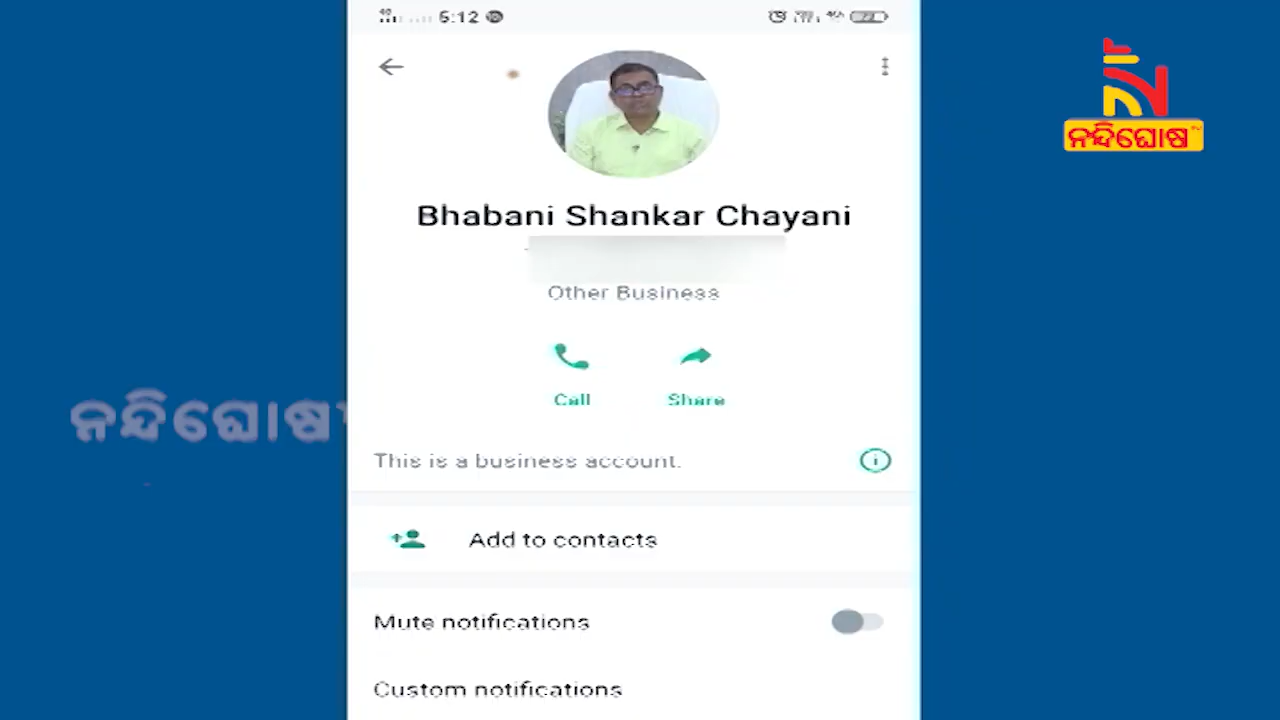 5:12
Bhabani Shankar Chayani
Other Business
Call
Share
This is a business account.
Add to contacts
Mute notifications
Custom notifications
ନନ୍ଦିଘୋଷ
ନନ୍ଦିଘୋଷ